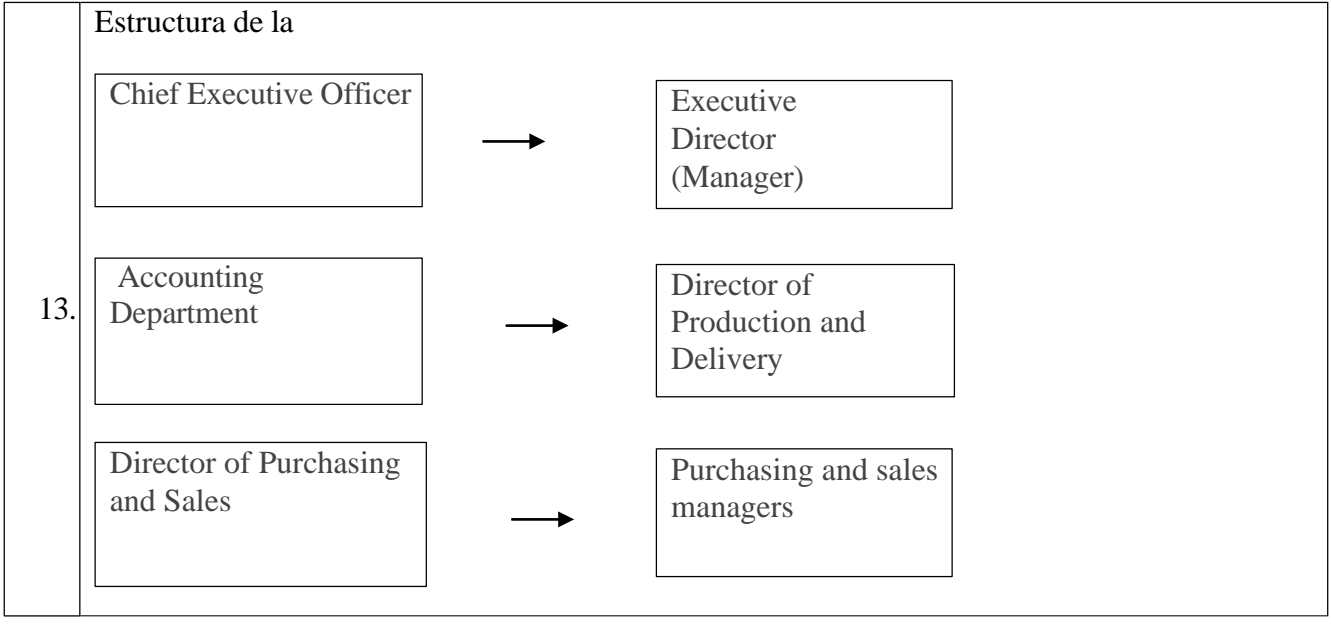 Estructura de la
Chief Executive Officer
Executive
Director
(Manager)
13.
Accounting
Department
Director of
Production and
Delivery
Director of Purchasing
and Sales
Purchasing and sales
managers